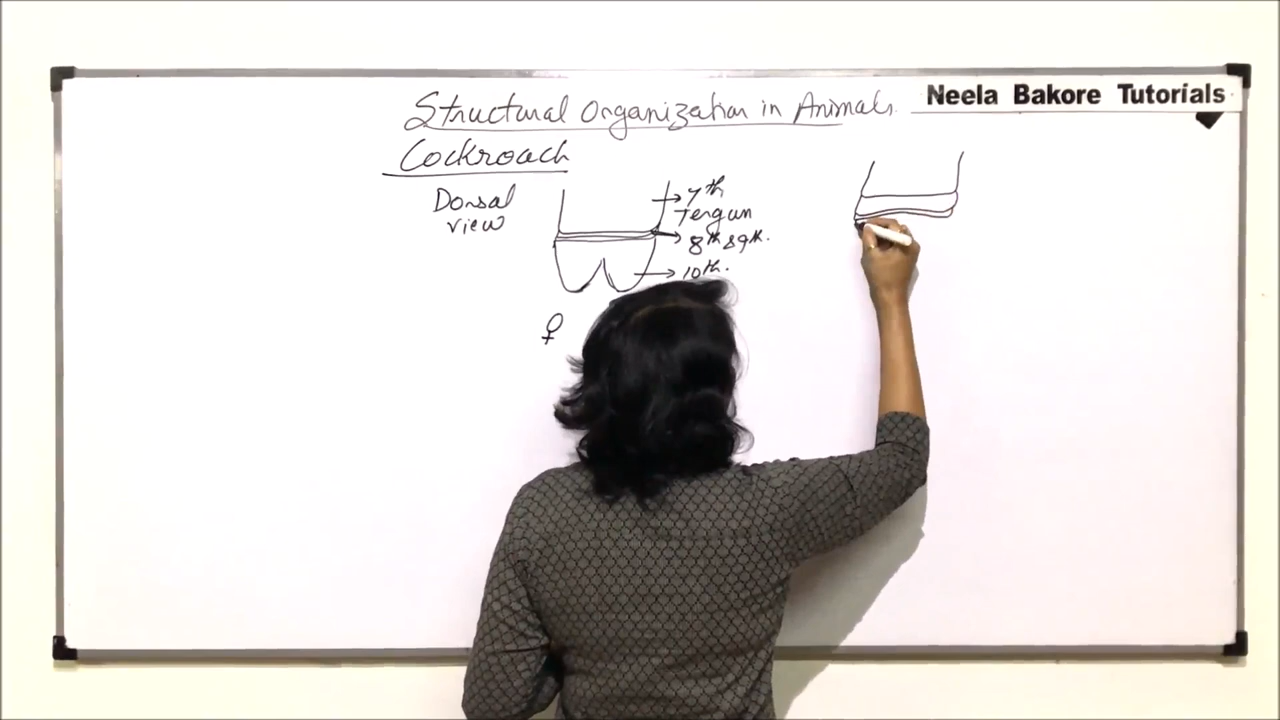 Structural Organization in Animals
Neela Bakore Tutorials
Cockroach
Dorsal
view
7th
Tergum
8th & 9th.
10th.
♀